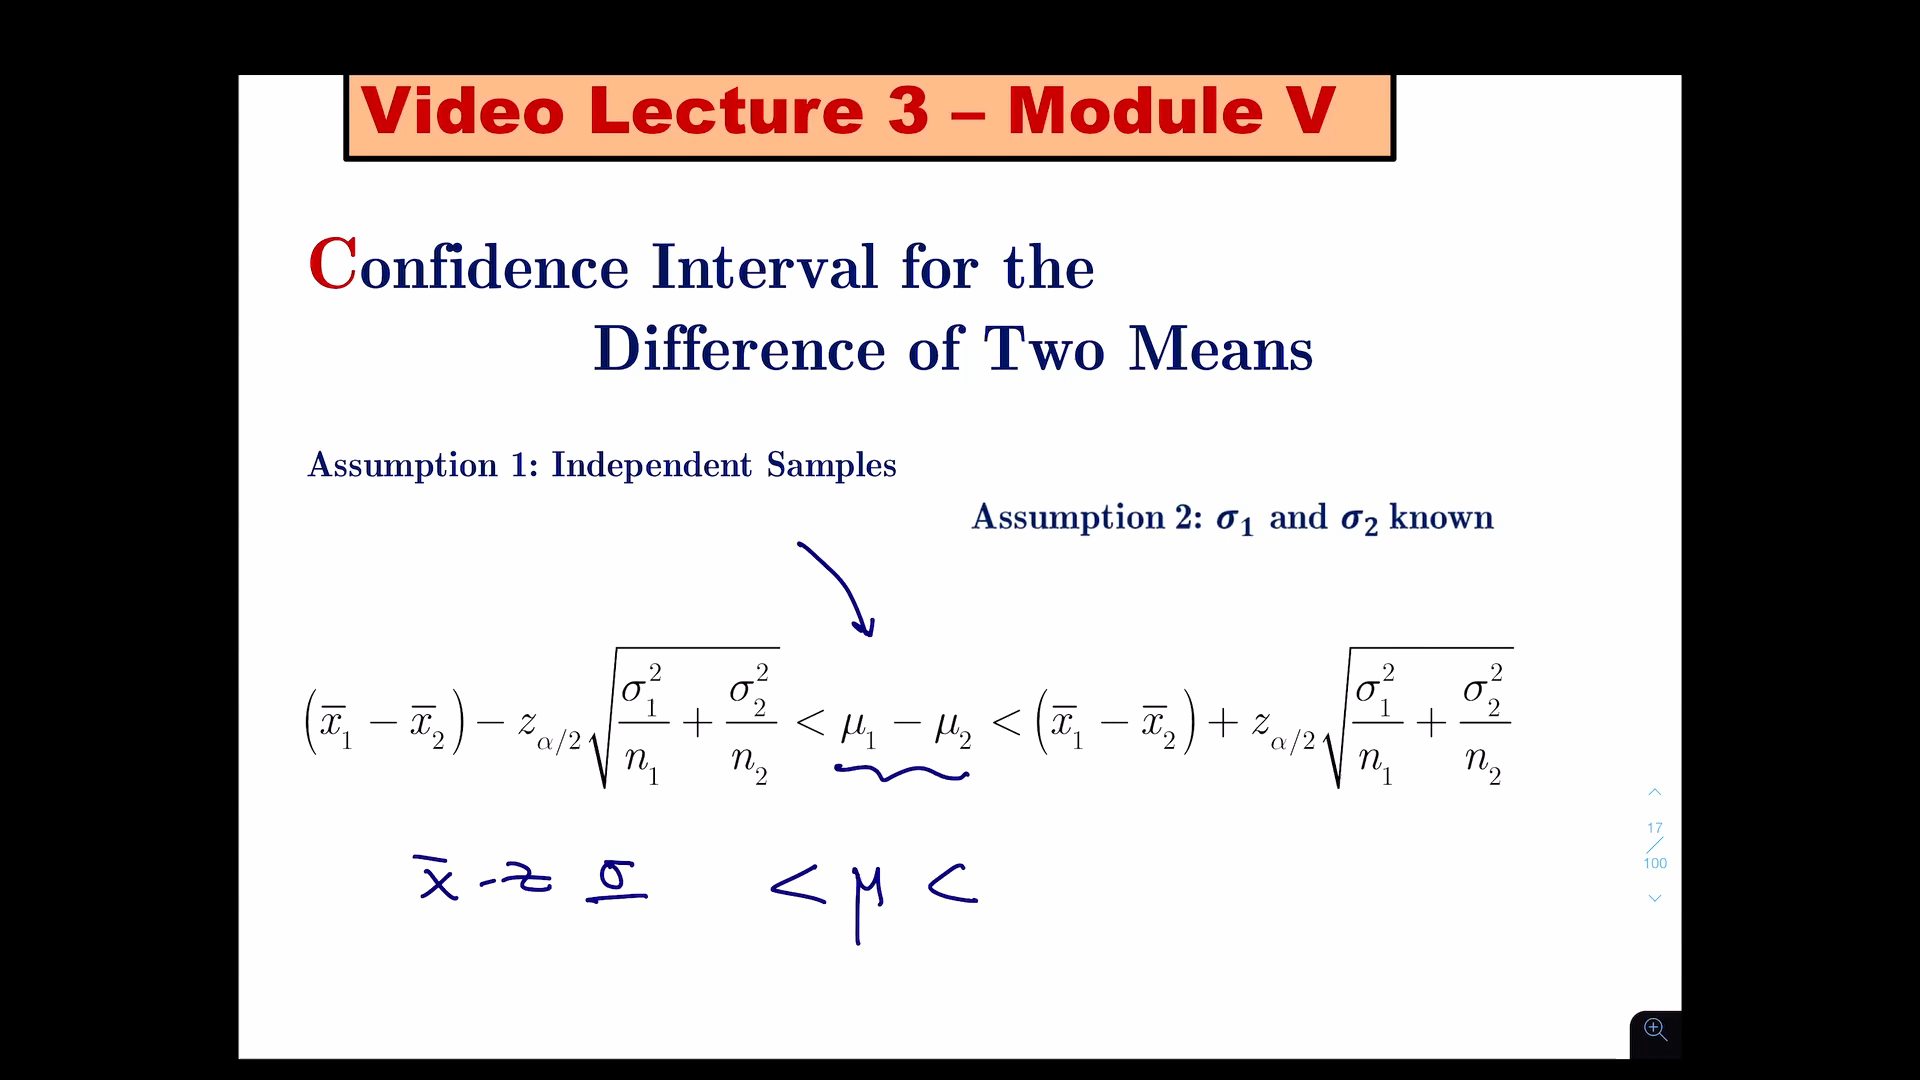 Video Lecture 3 – Module V
Confidence Interval for the
Difference of Two Means
Assumption 1: Independent Samples
Assumption 2: σ₁ and σ₂ known
(x̅₁ − x̅₂) − z_{α/2} √(σ₁²/n₁ + σ₂²/n₂) < μ₁ − μ₂ < (x̅₁ − x̅₂) + z_{α/2} √(σ₁²/n₁ + σ₂²/n₂)
x̅ - z σ < μ <
17
/
100